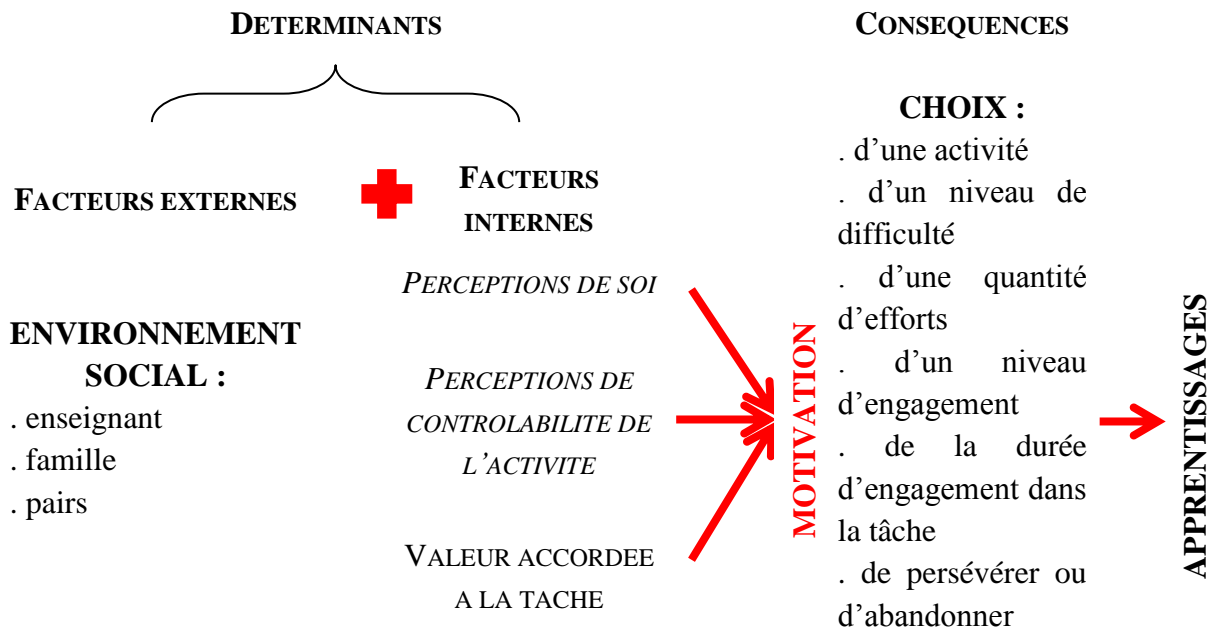 DETERMINANTS
FACTEURS EXTERNES
FACTEURS
INTERNES
ENVIRONNEMENT
SOCIAL :
. enseignant
. famille
. pairs
PERCEPTIONS DE SOI
PERCEPTIONS DE
CONTROLABILITE DE
L’ACTIVITE
VALEUR ACCORDEE
A LA TACHE
MOTIVATION
CONSEQUENCES
CHOIX :
. d’une activité
. d’un niveau de
difficulté
. d’une quantité
d’efforts
. d’un niveau
d’engagement
. de la durée
d’engagement dans
la tâche
. de persévérer ou
d’abandonner
APPRENTISSAGES